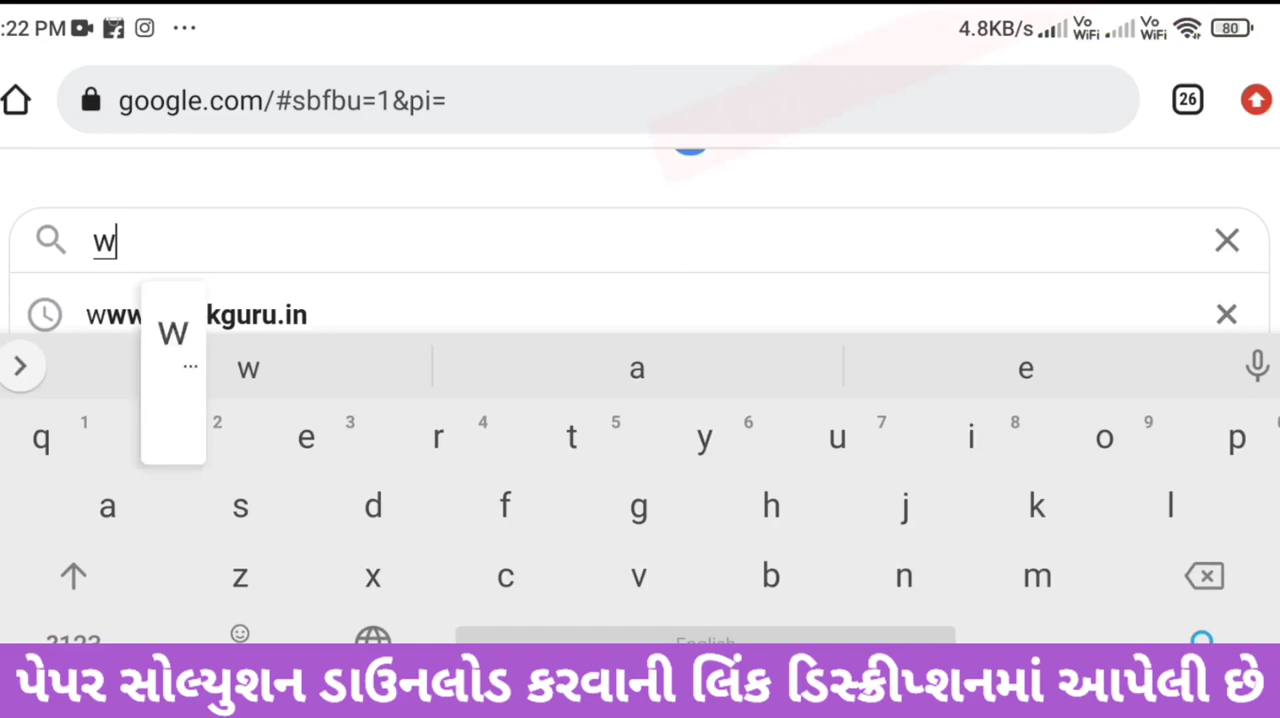 :22 PM ··· 4.8KB/s Vo WiFi Vo WiFi 80
google.com/#sbfbu=1&pi= 26
w
kguru.in
w
w a e
q 1 2 e 3 r 4 t 5 y 6 u 7 i 8 o 9 p
a s d f g h j k l
z x c v b n m
English
પેપર સોલ્યુશન ડાઉનલોડ કરવાની લિંક ડિસ્ક્રીપ્શનમાં આપેલી છે